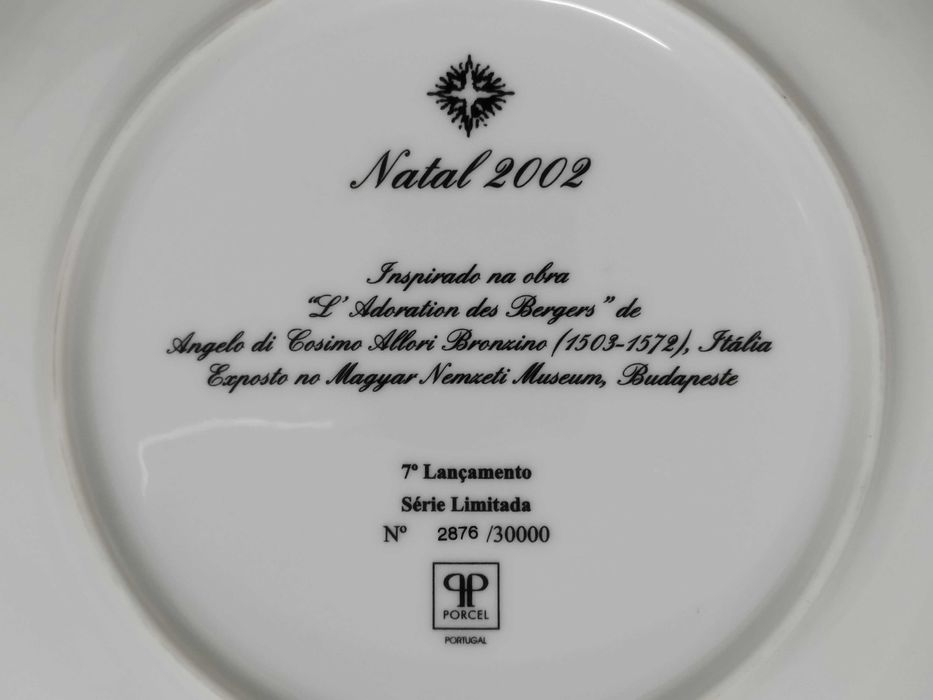 Natal 2002
Inspirado na obra
“L' Adoration des Bergers” de
Angelo di Cosimo Allori Bronzino (1503-1572), Itália
Exposto no Magyar Nemzeti Museum, Budapeste
7º Lançamento
Série Limitada
Nº 2876 /30000
PORCEL
PORTUGAL